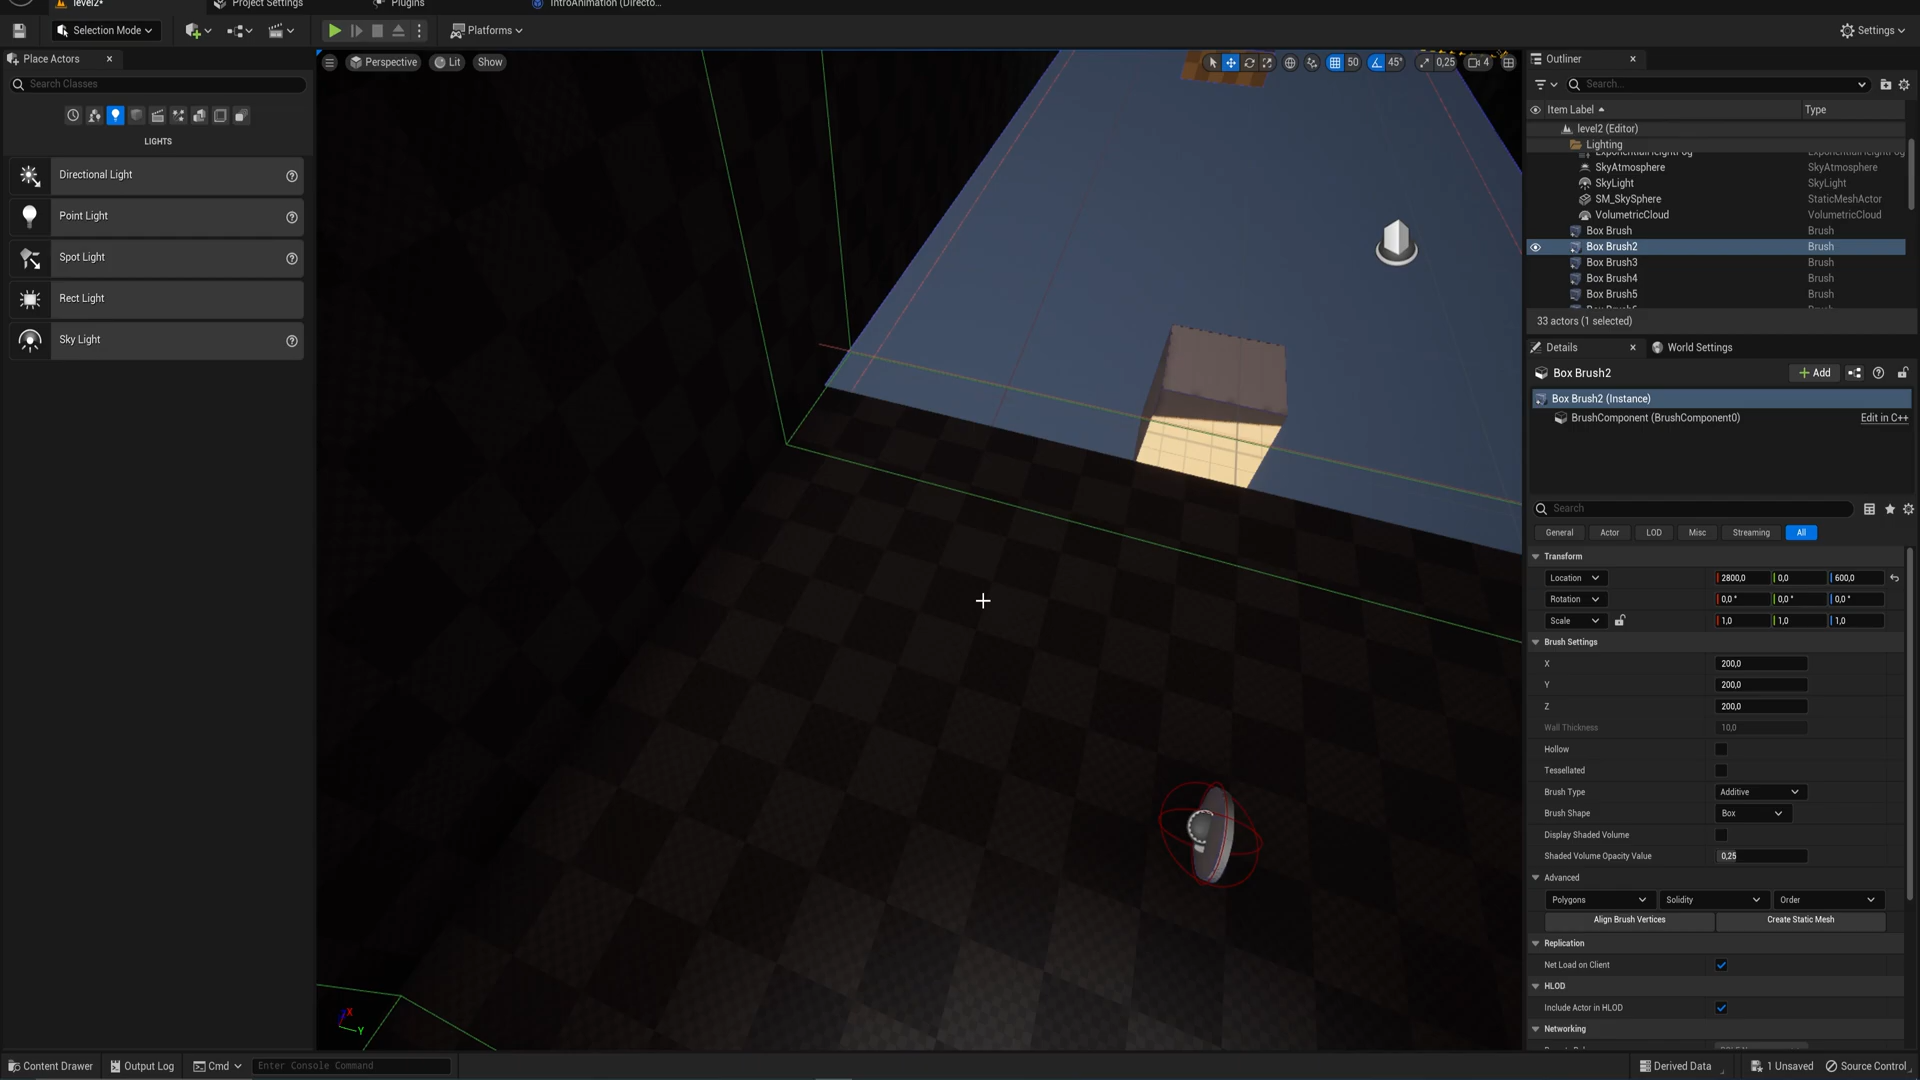 level2*
Project Settings
Plugins
IntroAnimation (Directo...
Selection Mode
Platforms
Settings
Place Actors
Search Classes
LIGHTS
Directional Light
Point Light
Spot Light
Rect Light
Sky Light
Perspective
Lit
Show
50
45°
0,25
4
Outliner
Search...
Item Label
Type
level2 (Editor)
Lighting
ExponentialHeightFog ExponentialHeightFog
SkyAtmosphere SkyAtmosphere
SkyLight SkyLight
SM_SkySphere StaticMeshActor
VolumetricCloud VolumetricCloud
Box Brush Brush
Box Brush2 Brush
Box Brush3 Brush
Box Brush4 Brush
Box Brush5 Brush
33 actors (1 selected)
Details
World Settings
Box Brush2
+ Add
Box Brush2 (Instance)
BrushComponent (BrushComponent0)
Edit in C++
Search
General Actor LOD Misc Streaming All
Transform
Location 2800,0 0,0 600,0
Rotation 0,0 ° 0,0 ° 0,0 °
Scale 1,0 1,0 1,0
Brush Settings
X 200,0
Y 200,0
Z 200,0
Wall Thickness 10,0
Hollow
Tessellated
Brush Type Additive
Brush Shape Box
Display Shaded Volume
Shaded Volume Opacity Value 0,25
Advanced
Polygons Solidity Order
Align Brush Vertices Create Static Mesh
Replication
Net Load on Client
HLOD
Include Actor in HLOD
Networking
X
Y
Content Drawer
Output Log
Cmd
Enter Console Command
Derived Data
1 Unsaved
Source Control